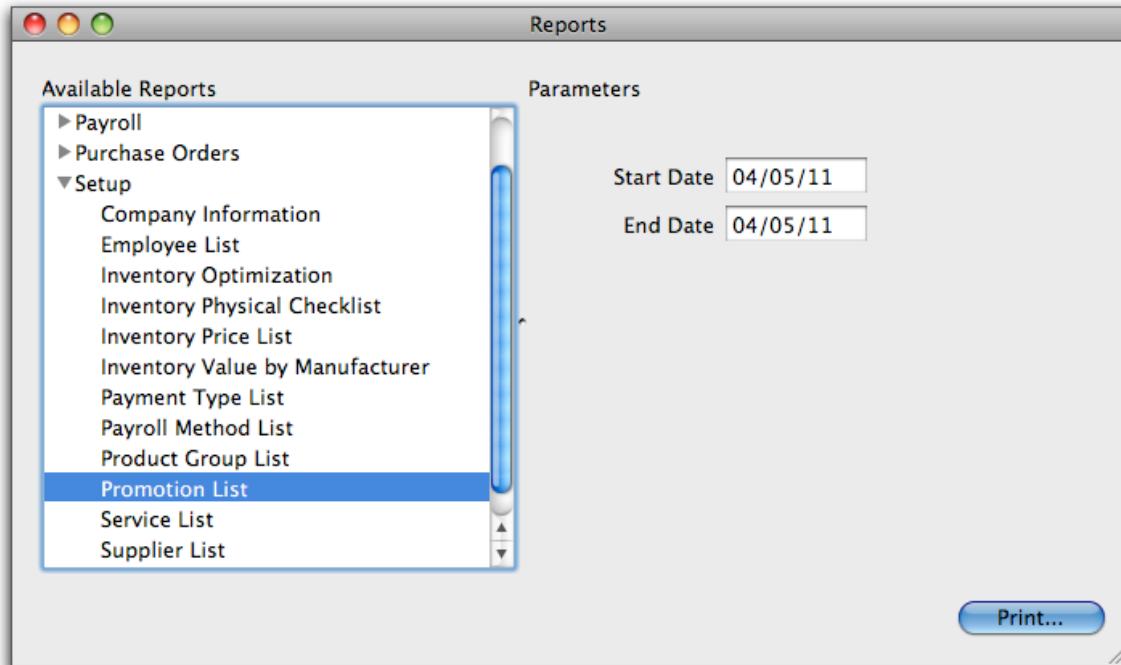 Reports
Available Reports
Payroll
Purchase Orders
Setup
Company Information
Employee List
Inventory Optimization
Inventory Physical Checklist
Inventory Price List
Inventory Value by Manufacturer
Payment Type List
Payroll Method List
Product Group List
Promotion List
Service List
Supplier List
Parameters
Start Date 04/05/11
End Date 04/05/11
Print...